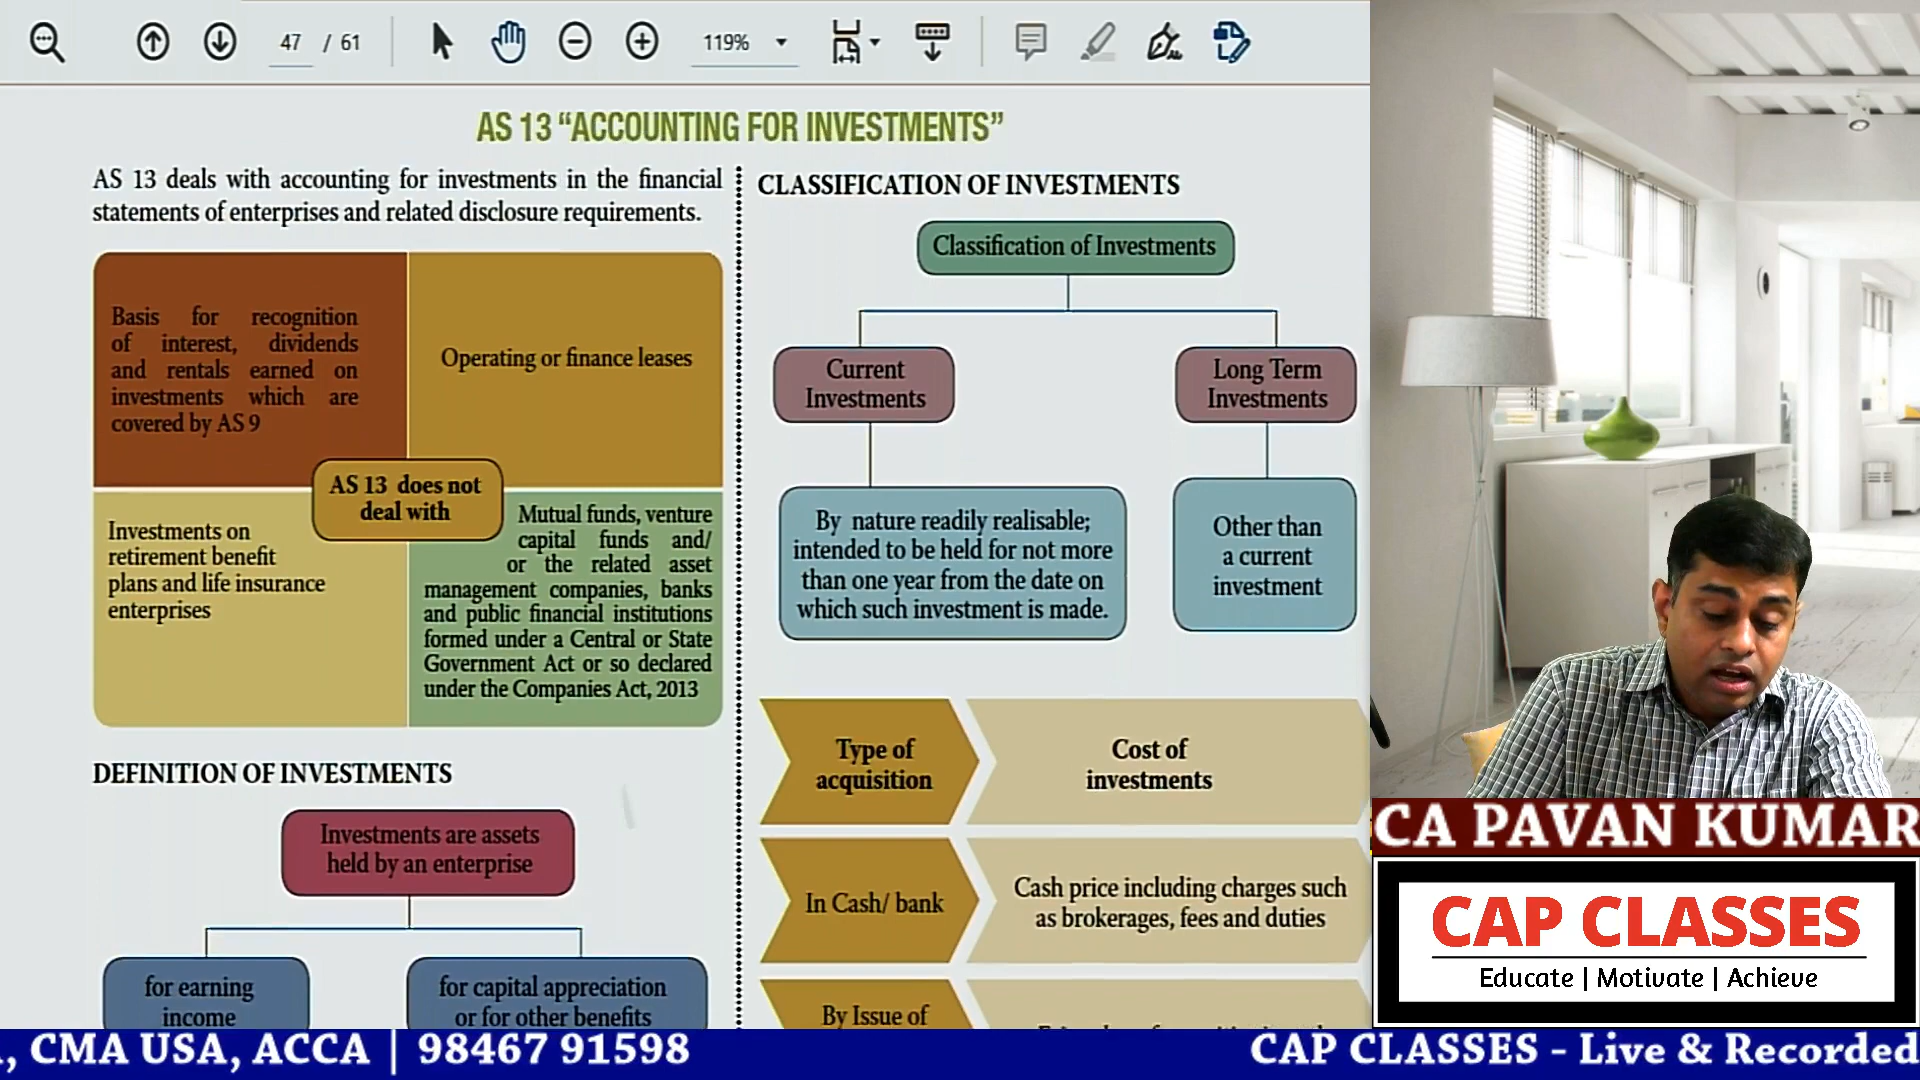 47 / 61
119%
AS 13 “ACCOUNTING FOR INVESTMENTS”
AS 13 deals with accounting for investments in the financial
statements of enterprises and related disclosure requirements.
Basis for recognition
of interest, dividends
and rentals earned on
investments which are
covered by AS 9
Operating or finance leases
AS 13 does not
deal with
Investments on
retirement benefit
plans and life insurance
enterprises
Mutual funds, venture
capital funds and/
or the related asset
management companies, banks
and public financial institutions
formed under a Central or State
Government Act or so declared
under the Companies Act, 2013
DEFINITION OF INVESTMENTS
Investments are assets
held by an enterprise
for earning
income
for capital appreciation
or for other benefits
CLASSIFICATION OF INVESTMENTS
Classification of Investments
Current
Investments
Long Term
Investments
By nature readily realisable;
intended to be held for not more
than one year from the date on
which such investment is made.
Other than
a current
investment
Type of
acquisition
Cost of
investments
In Cash/ bank
Cash price including charges such
as brokerages, fees and duties
By Issue of
CA PAVAN KUMAR
CAP CLASSES
Educate | Motivate | Achieve
, CMA USA, ACCA | 98467 91598
CAP CLASSES - Live & Recorded